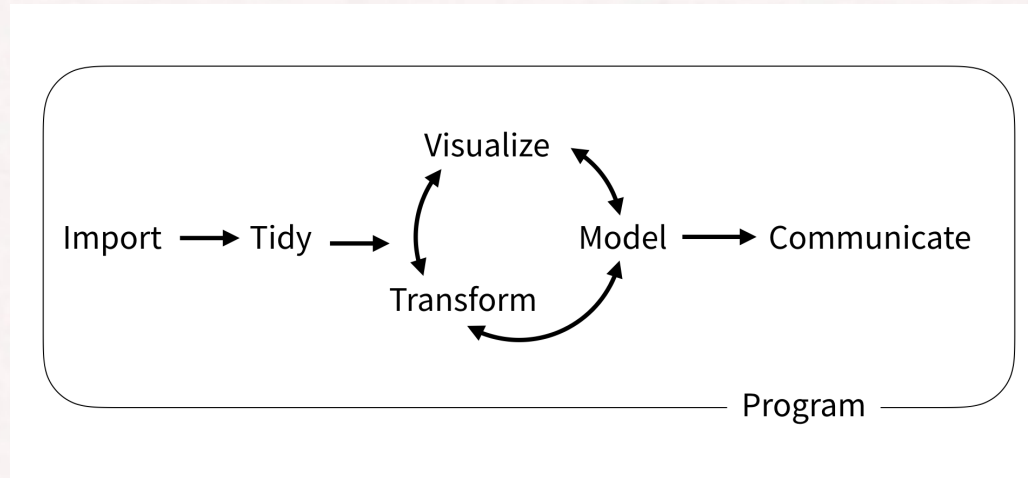 Visualize
Import
Tidy
Model
Communicate
Transform
Program